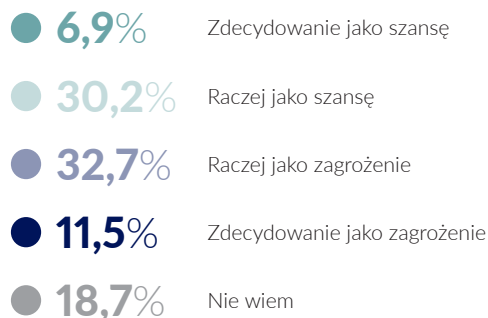 6,9% Zdecydowanie jako szansę
30,2% Raczej jako szansę
32,7% Raczej jako zagrożenie
11,5% Zdecydowanie jako zagrożenie
18,7% Nie wiem